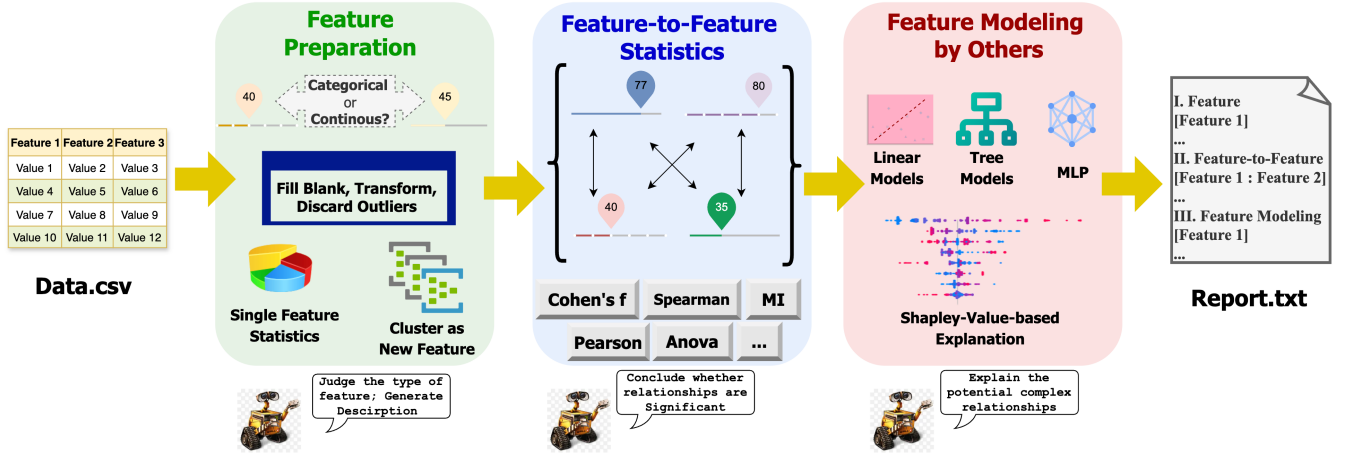 Feature 1 Feature 2 Feature 3
Value 1 Value 2 Value 3
Value 4 Value 5 Value 6
Value 7 Value 8 Value 9
Value 10 Value 11 Value 12
Data.csv
Feature
Preparation
40
Categorical
or
Continous?
45
Fill Blank, Transform,
Discard Outliers
Single Feature
Statistics
Cluster as
New Feature
Judge the type of
feature; Generate
Descirption
Feature-to-Feature
Statistics
77
80
40
35
Cohen's f
Spearman
MI
Pearson
Anova
...
Conclude whether
relationships are
Significant
Feature Modeling
by Others
Linear
Models
Tree
Models
MLP
Shapley-Value-based
Explanation
Explain the
potential complex
relationships
I. Feature
[Feature 1]
...
II. Feature-to-Feature
[Feature 1 : Feature 2]
...
III. Feature Modeling
[Feature 1]
...
Report.txt